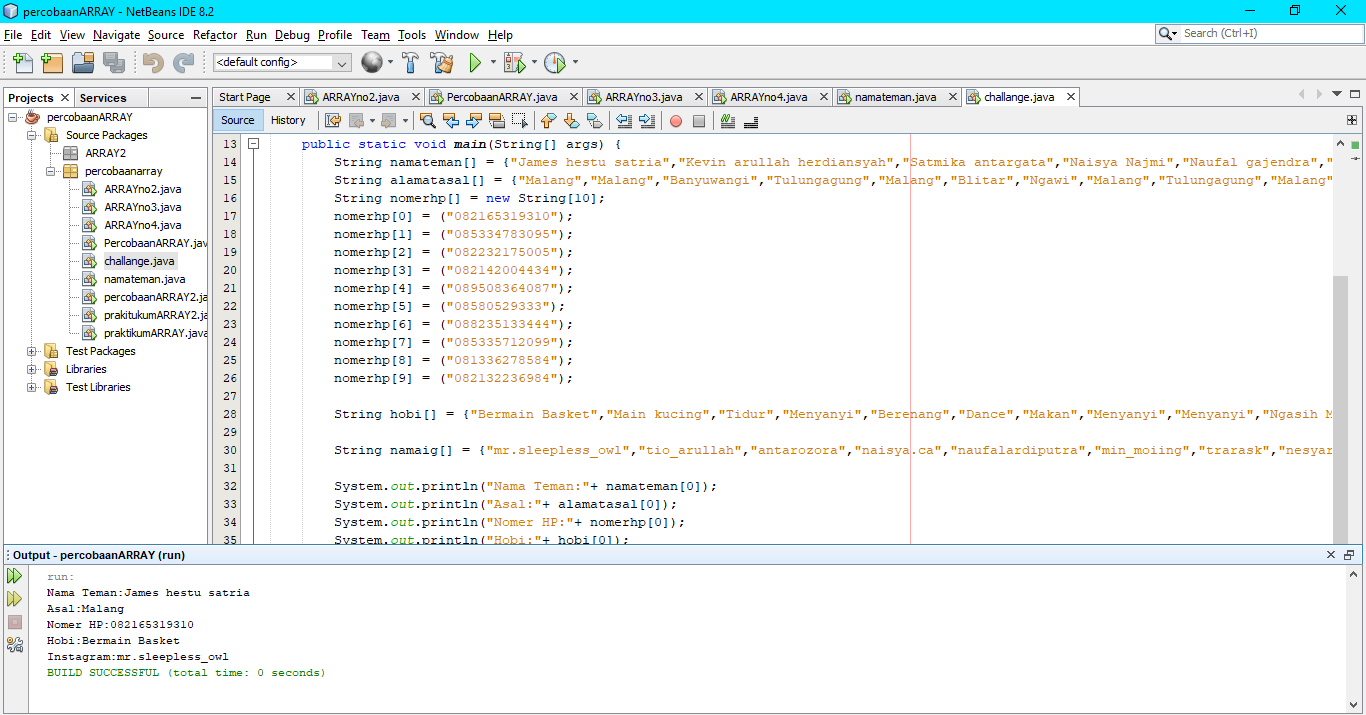 percobaanARRAY - NetBeans IDE 8.2
File Edit View Navigate Source Refactor Run Debug Profile Team Tools Window Help
Search (Ctrl+I)
<default config>
Projects Services
Start Page ARRAYno2.java PercobaanARRAY.java ARRAYno3.java ARRAYno4.java namateman.java challange.java
Source History
percobaanARRAY
Source Packages
ARRAY2
percobaanarray
ARRAYno2.java
ARRAYno3.java
ARRAYno4.java
PercobaanARRAY.jav
challange.java
namateman.java
percobaanARRAY2.ja
prakitukumARRAY2.ja
praktikumARRAY.java
Test Packages
Libraries
Test Libraries
13 public static void main(String[] args) {
14 String namateman[] = {"James hestu satria","Kevin arullah herdiansyah","Satmika antargata","Naisya Najmi","Naufal gajendra","
15 String alamatasal[] = {"Malang","Malang","Banyuwangi","Tulungagung","Malang","Blitar","Ngawi","Malang","Tulungagung","Malang"
16 String nomerhp[] = new String[10];
17 nomerhp[0] = ("082165319310");
18 nomerhp[1] = ("085334783095");
19 nomerhp[2] = ("082232175005");
20 nomerhp[3] = ("082142004434");
21 nomerhp[4] = ("089508364087");
22 nomerhp[5] = ("08580529333");
23 nomerhp[6] = ("088235133444");
24 nomerhp[7] = ("085335712099");
25 nomerhp[8] = ("081336278584");
26 nomerhp[9] = ("082132236984");
27
28 String hobi[] = {"Bermain Basket","Main kucing","Tidur","Menyanyi","Berenang","Dance","Makan","Menyanyi","Menyanyi","Ngasih M
29
30 String namaig[] = {"mr.sleepless_owl","tio_arullah","antarozora","naisya.ca","naufalardiputra","min_moiing","trarask","nesyar
31
32 System.out.println("Nama Teman:"+ namateman[0]);
33 System.out.println("Asal:"+ alamatasal[0]);
34 System.out.println("Nomer HP:"+ nomerhp[0]);
35 System.out.println("Hobi:"+ hobi[0]);
Output - percobaanARRAY (run)
run:
Nama Teman:James hestu satria
Asal:Malang
Nomer HP:082165319310
Hobi:Bermain Basket
Instagram:mr.sleepless_owl
BUILD SUCCESSFUL (total time: 0 seconds)